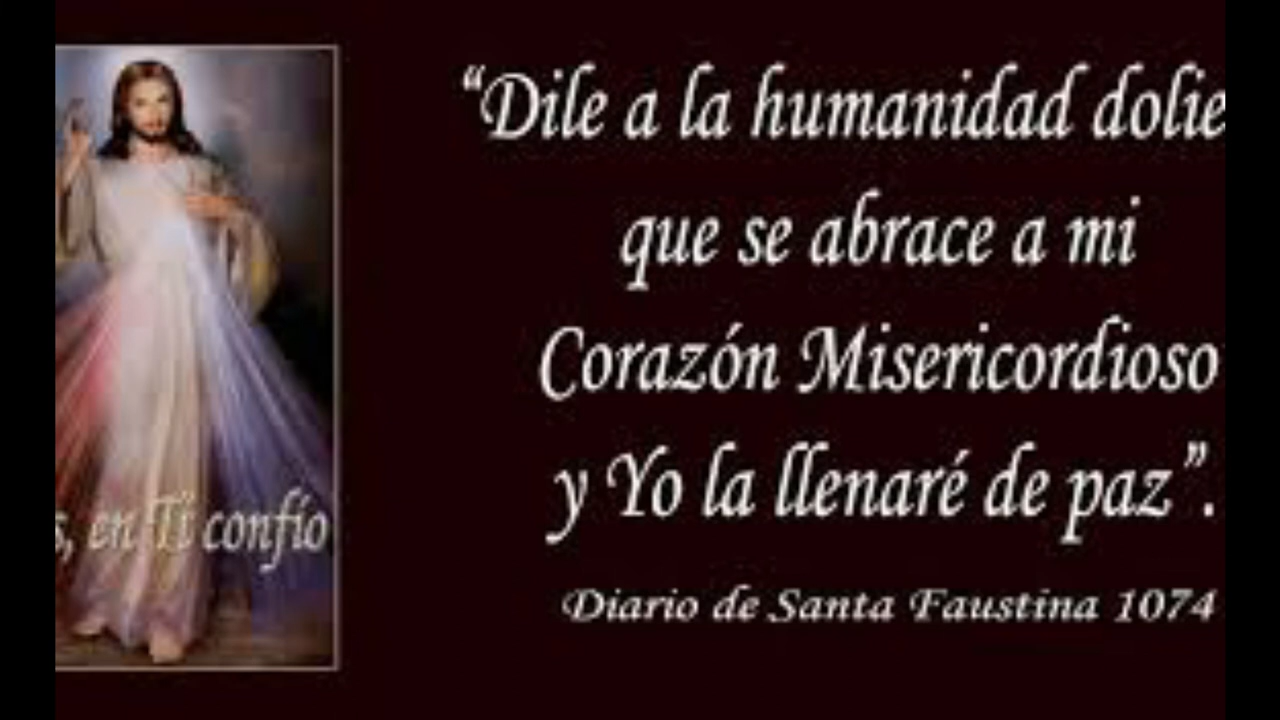 “Dile a la humanidad dolie
que se abrace a mi
Corazón Misericordioso
y Yo la llenaré de paz”.
Diario de Santa Faustina 1074
s, en Ti confío